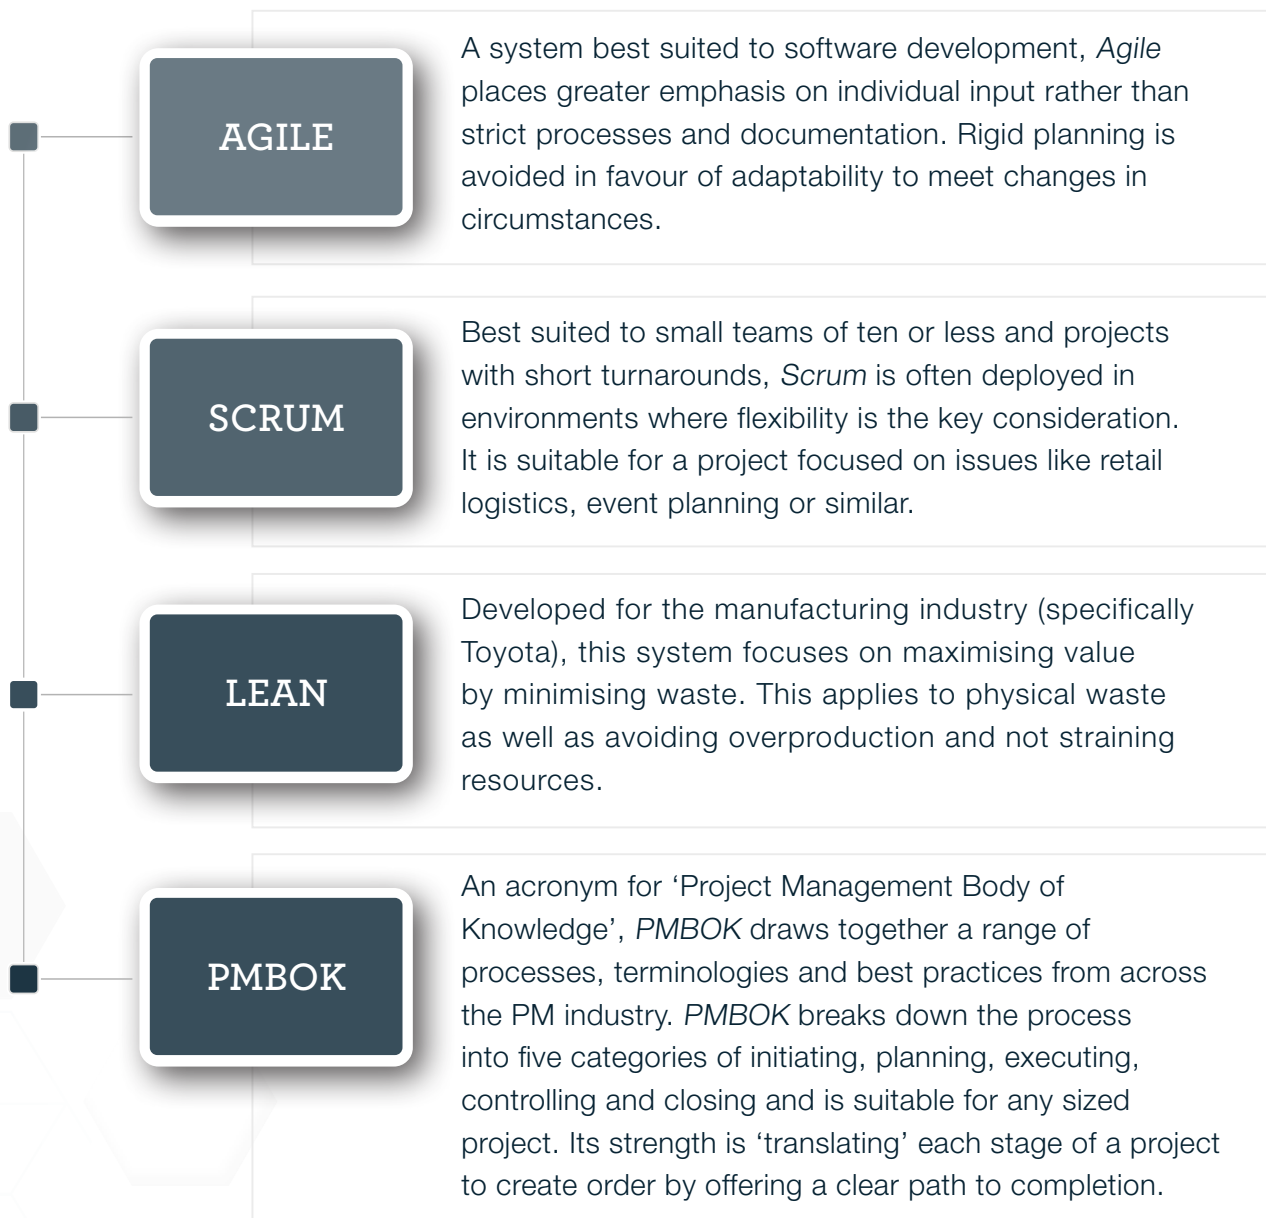 AGILE
A system best suited to software development, Agile
places greater emphasis on individual input rather than
strict processes and documentation. Rigid planning is
avoided in favour of adaptability to meet changes in
circumstances.
SCRUM
Best suited to small teams of ten or less and projects
with short turnarounds, Scrum is often deployed in
environments where flexibility is the key consideration.
It is suitable for a project focused on issues like retail
logistics, event planning or similar.
LEAN
Developed for the manufacturing industry (specifically
Toyota), this system focuses on maximising value
by minimising waste. This applies to physical waste
as well as avoiding overproduction and not straining
resources.
PMBOK
An acronym for ‘Project Management Body of
Knowledge’, PMBOK draws together a range of
processes, terminologies and best practices from across
the PM industry. PMBOK breaks down the process
into five categories of initiating, planning, executing,
controlling and closing and is suitable for any sized
project. Its strength is ‘translating’ each stage of a project
to create order by offering a clear path to completion.